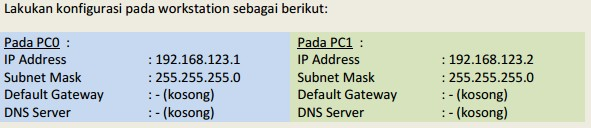 Lakukan konfigurasi pada workstation sebagai berikut:
Pada PC0 :
IP Address : 192.168.123.1
Subnet Mask : 255.255.255.0
Default Gateway : - (kosong)
DNS Server : - (kosong)
Pada PC1 :
IP Address : 192.168.123.2
Subnet Mask : 255.255.255.0
Default Gateway : - (kosong)
DNS Server : - (kosong)